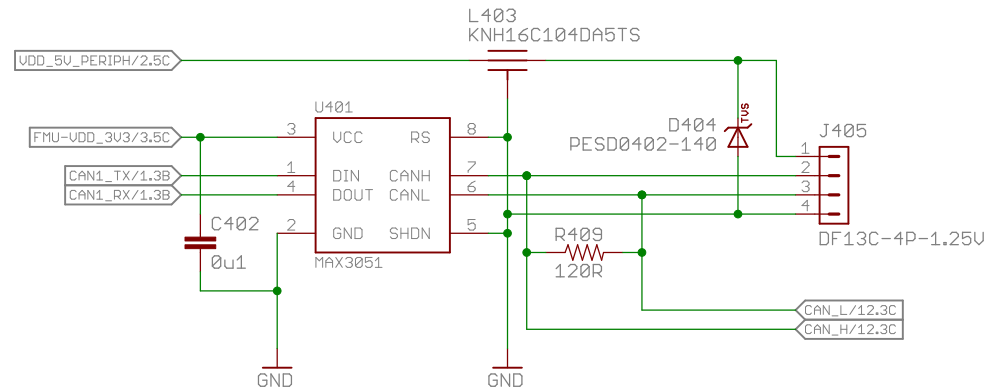 L403
KNH16C104DA5TS
VDD_5V_PERIPH/2.5C
U401
TVS
D404
PESD0402-140
J405
FMU-VDD_3V3/3.5C
3 VCC RS 8
1
CAN1_TX/1.3B 1 DIN CANH 7 2
CAN1_RX/1.3B 4 DOUT CANL 6 3
4
C402
2 GND SHDN 5
R409
DF13C-4P-1.25V
0u1
MAX3051
120R
CAN_L/12.3C
CAN_H/12.3C
GND
GND